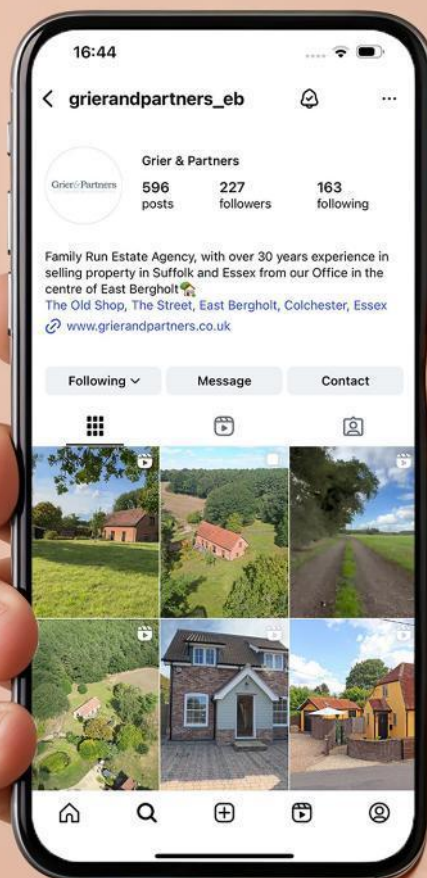 16:44
grierandpartners_eb
Grier & Partners
Grier&Partners
596
227
163
posts
followers
following
Family Run Estate Agency, with over 30 years experience in
selling property in Suffolk and Essex from our Office in the
centre of East Bergholt🏡
The Old Shop, The Street, East Bergholt, Colchester, Essex
www.grierandpartners.co.uk
Following
Message
Contact